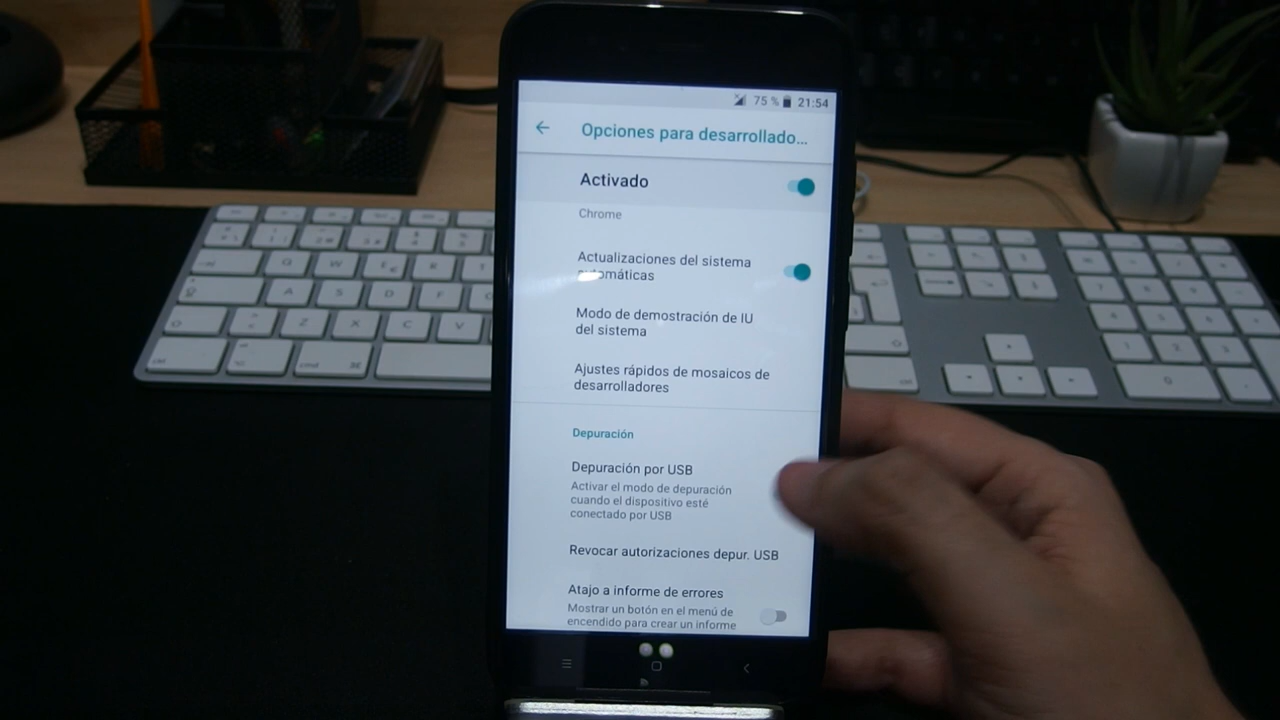 75 % 21:54
Opciones para desarrollado...
Activado
Chrome
Actualizaciones del sistema
automáticas
Modo de demostración de IU
del sistema
Ajustes rápidos de mosaicos de
desarrolladores
Depuración
Depuración por USB
Activar el modo de depuración
cuando el dispositivo esté
conectado por USB
Revocar autorizaciones depur. USB
Atajo a informe de errores
Mostrar un botón en el menú de
encendido para crear un informe
Q W E R T
A S D F
Z X C V
cmd